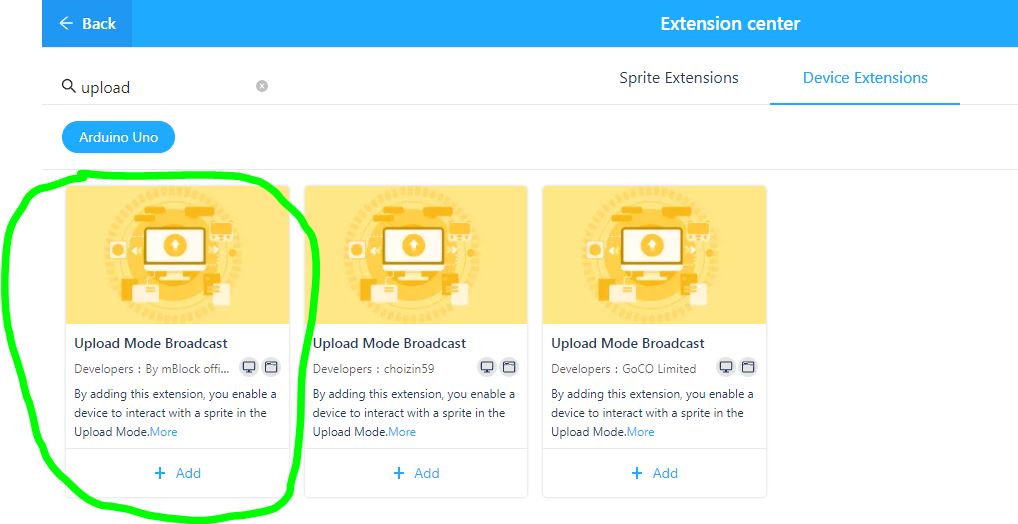 Back
Extension center
upload
Sprite Extensions
Device Extensions
Arduino Uno
Upload Mode Broadcast
Developers : By mBlock offi...
By adding this extension, you enable a
device to interact with a sprite in the
Upload Mode.More
+ Add
Upload Mode Broadcast
Developers : choizin59
By adding this extension, you enable a
device to interact with a sprite in the
Upload Mode.More
+ Add
Upload Mode Broadcast
Developers : GoCO Limited
By adding this extension, you enable a
device to interact with a sprite in the
Upload Mode.More
+ Add